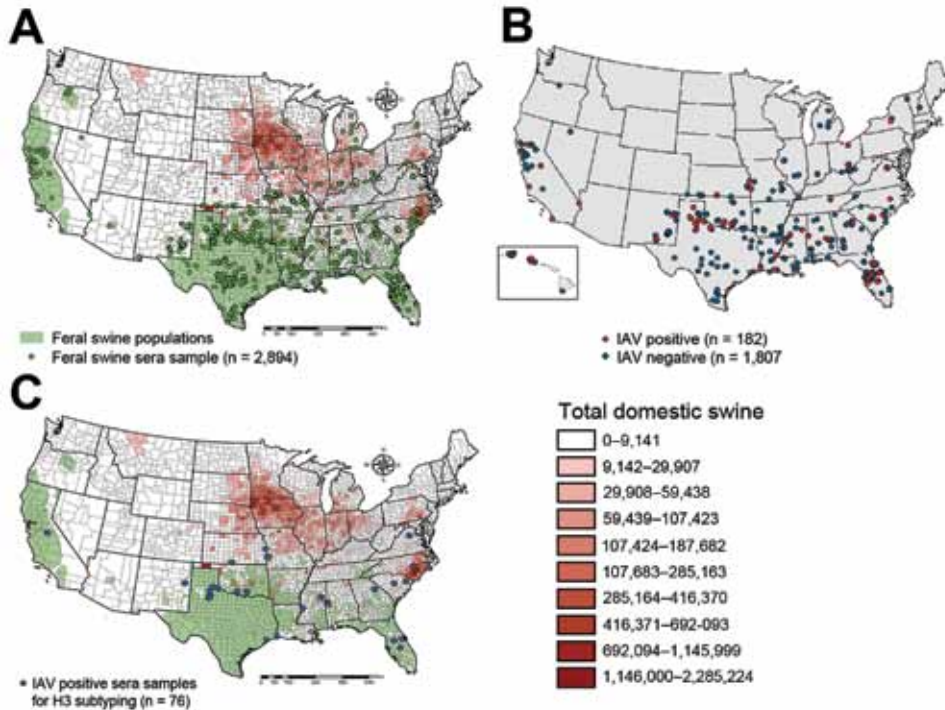 A
B
Feral swine populations
Feral swine sera sample (n = 2,894)
IAV positive (n = 182)
IAV negative (n = 1,807
C
IAV positive sera samples
for H3 subtyping (n = 76)
Total domestic swine
0–9,141
9,142–29,907
29,908–59,438
59,439–107,423
107,424–187,682
107,683–285,163
285,164–416,370
416,371–692-093
692,094–1,145,999
1,146,000–2,285,224